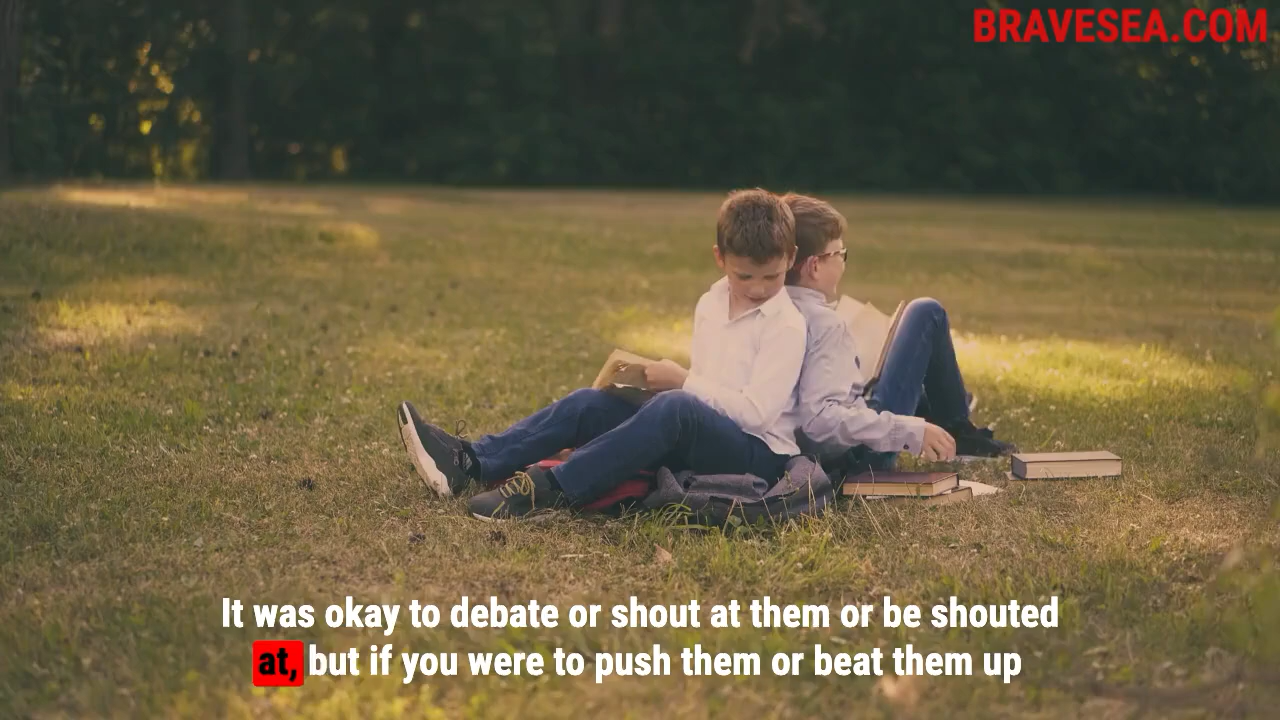 BRAVESEA.COM
It was okay to debate or shout at them or be shouted
at, but if you were to push them or beat them up